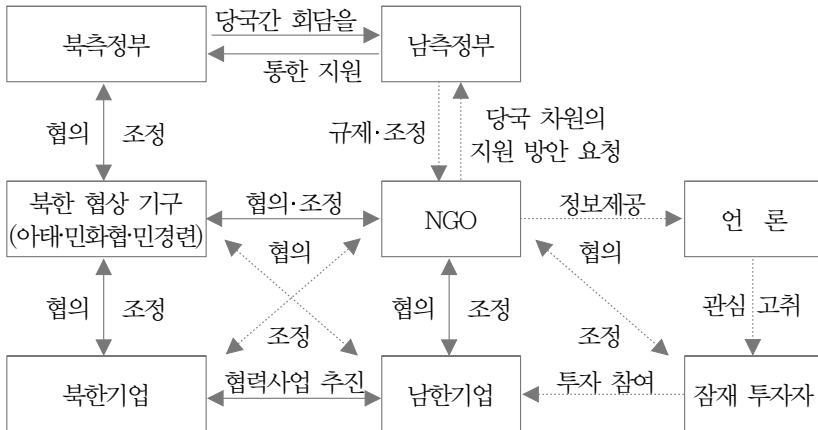 당국간 회담을
북측정부
남측정부
통한 지원
협의 조정
규제·조정
당국 차원의
지원 방안 요청
북한 협상 기구
(아태·민화협·민경련)
협의·조정
NGO
정보제공
언 론
협의
협의
협의 조정
협의 조정
관심 고취
조정
조정
북한기업
협력사업 추진
남한기업
투자 참여
잠재 투자자